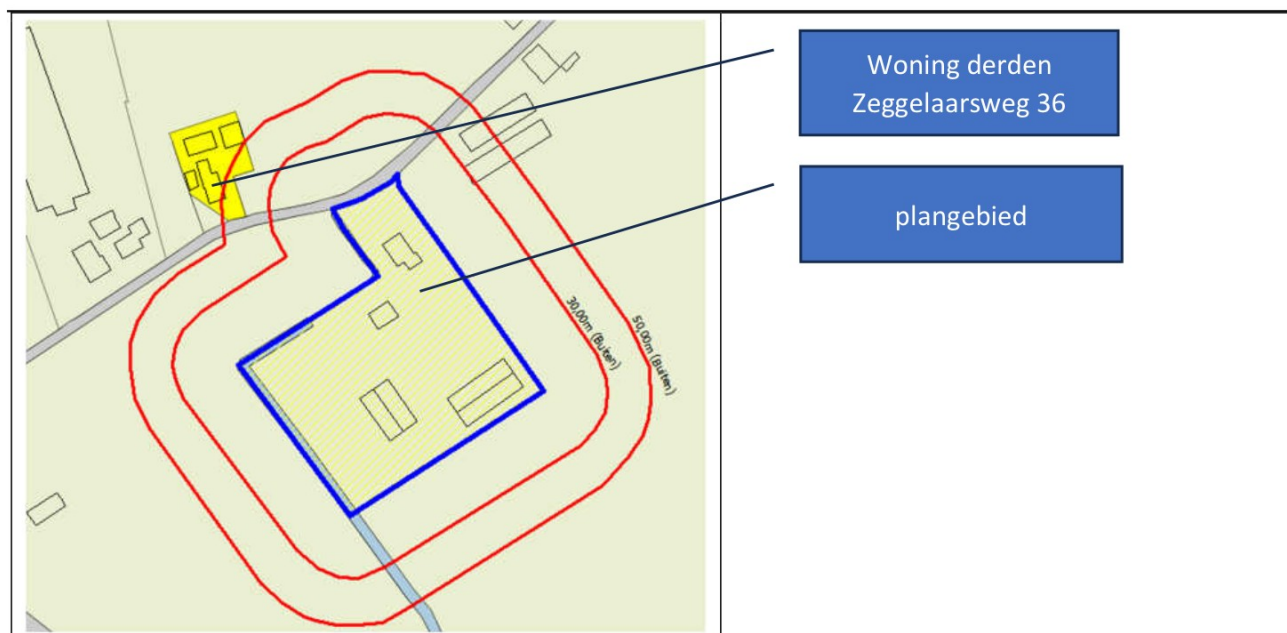 Woning derden
Zeggelaarsweg 36
plangebied
30,00m (Buiten)
50,00m (Buiten)